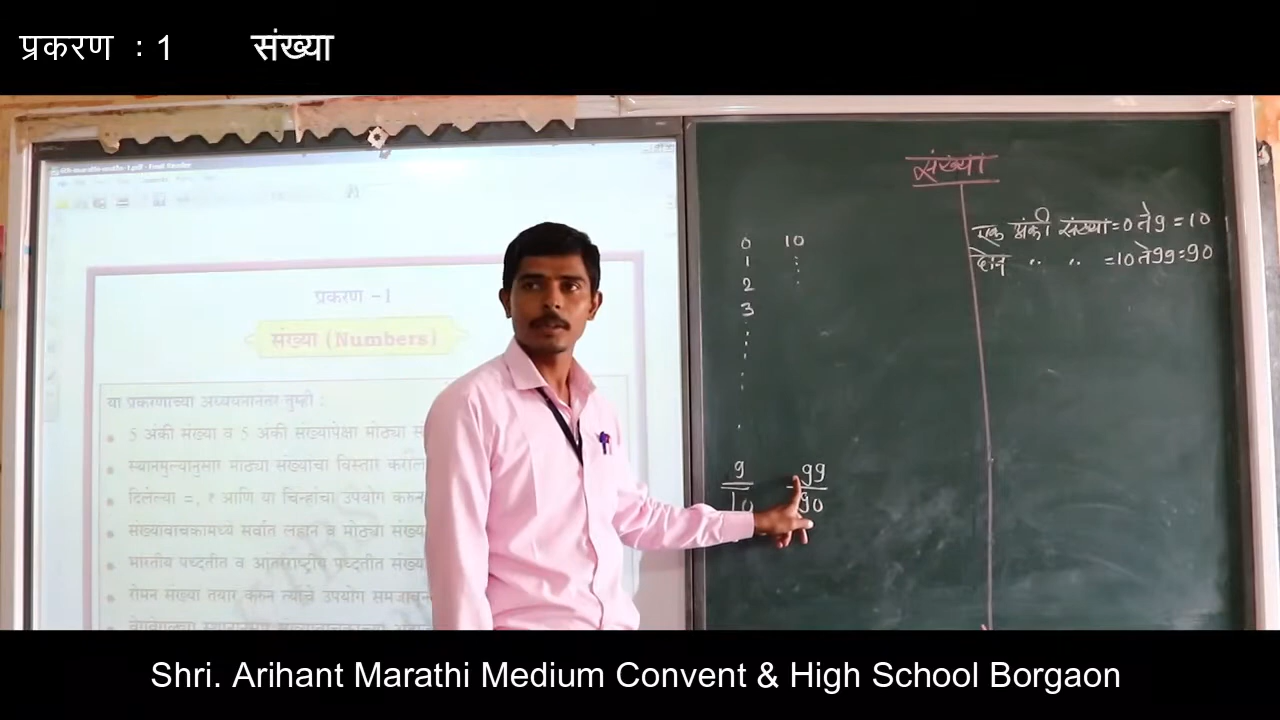 प्रकरण : 1 संख्या
प्रकरण -1
संख्या (Numbers)
या प्रकरणाच्या अध्ययनानंतर तुम्ही :
5 अंकी संख्या व 5 अंकी संख्यापेक्षा मोठ्या
स्थानमूल्यानुसार मोठ्या संख्यांचा विस्तार
दिलेल्या आणि या चिन्हांचा उपयोग करुन
संख्यावाचकामध्ये सर्वात लहान व मोठ्या
भारतीय पध्दतीत व आंतरराष्ट्रीय पध्दतीत
रोमन संख्या तयार करुन त्यांचे उपयोग
संख्या
0 10
1
2
3
9 99
10 90
एक अंकी संख्या = 0 ते 9 = 10
दोन " " = 10 ते 99 = 90
Shri. Arihant Marathi Medium Convent & High School Borgaon